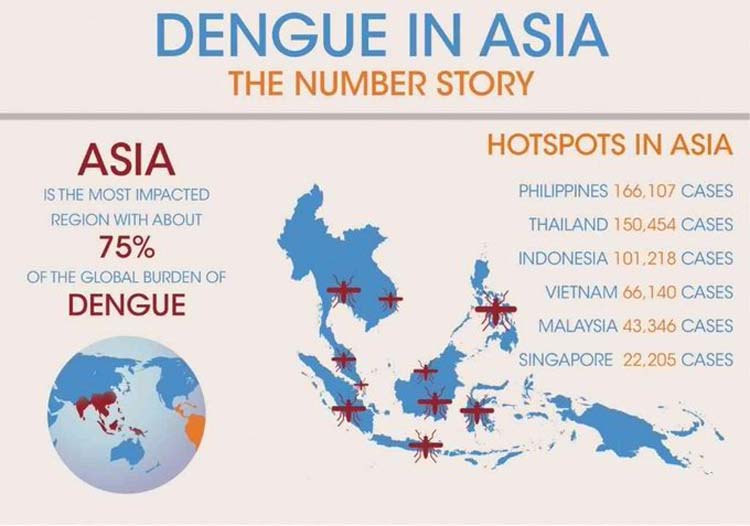 DENGUE IN ASIA
THE NUMBER STORY
ASIA
IS THE MOST IMPACTED
REGION WITH ABOUT
75%
OF THE GLOBAL BURDEN OF
DENGUE
HOTSPOTS IN ASIA
PHILIPPINES 166,107 CASES
THAILAND 150,454 CASES
INDONESIA 101,218 CASES
VIETNAM 66,140 CASES
MALAYSIA 43,346 CASES
SINGAPORE 22,205 CASES